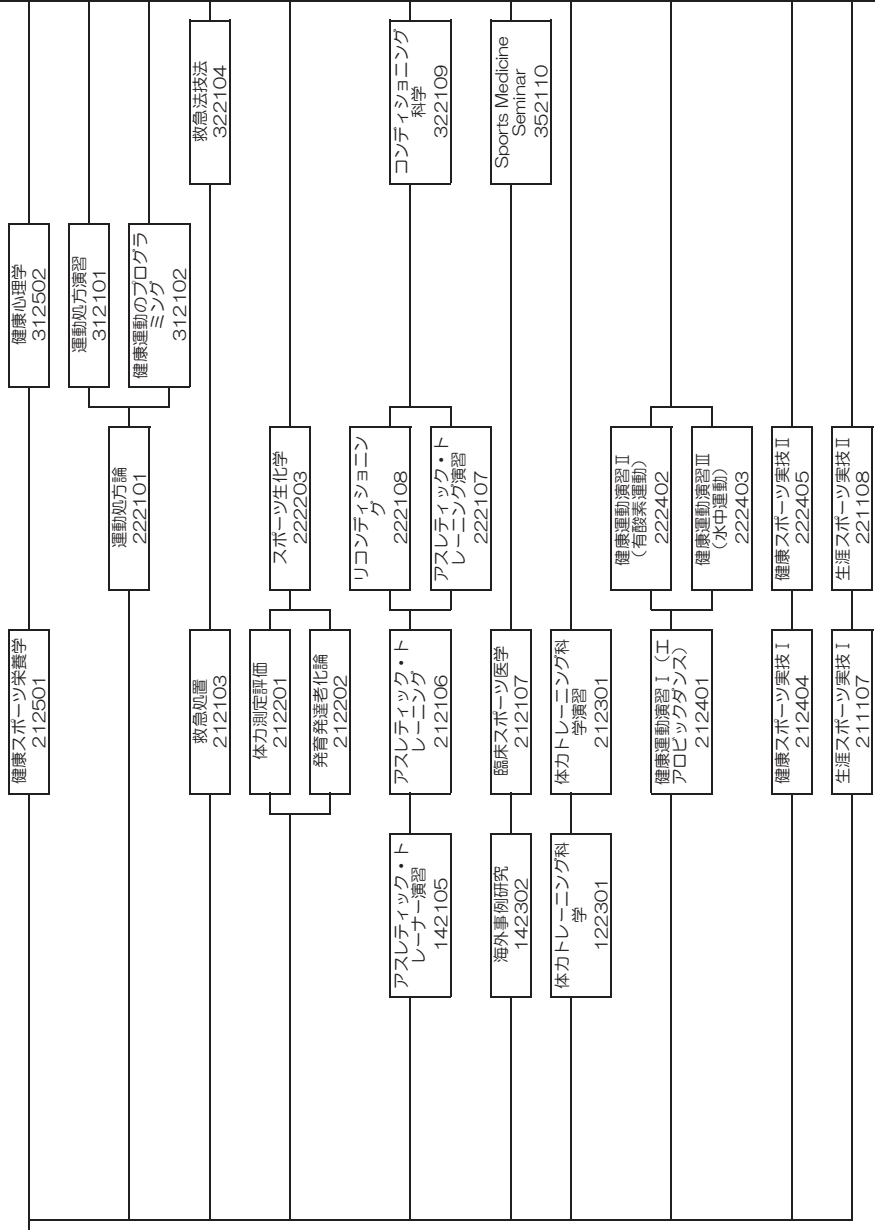 健康スポーツ栄養学
212501
健康心理学
312502
運動処方論
222101
運動処方演習
312101
健康運動のプログラ
ミング
312102
救急処置
212103
救急法技法
322104
体力測定評価
212201
発育発達老化論
212202
スポーツ生化学
222203
アスレティック・ト
レーナー演習
142105
アスレティック・ト
レーニング
212106
リコンディショニン
グ
222108
アスレティック・ト
レーニング演習
222107
コンディショニング
科学
322109
海外事例研究
142302
臨床スポーツ医学
212107
Sports Medicine
Seminar
352110
体力トレーニング科
学
122301
体力トレーニング科
学演習
212301
健康運動演習Ⅰ（エ
アロビックダンス）
212401
健康運動演習Ⅱ
（有酸素運動）
222402
健康運動演習Ⅲ
（水中運動）
222403
健康スポーツ実技Ⅰ
212404
健康スポーツ実技Ⅱ
222405
生涯スポーツ実技Ⅰ
211107
生涯スポーツ実技Ⅱ
221108